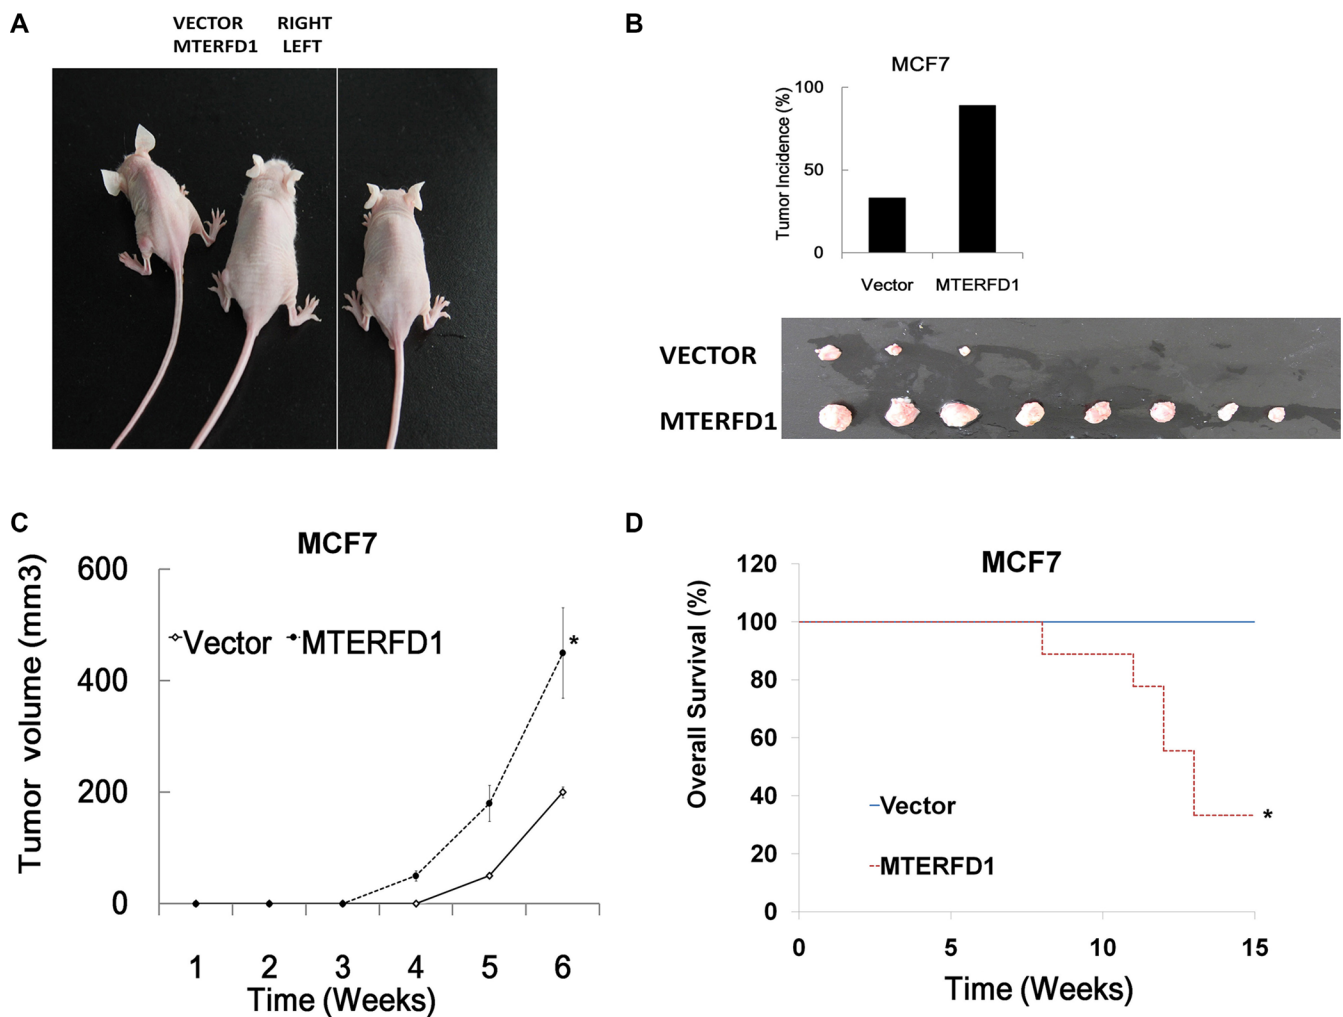 A
VECTOR RIGHT
MTERFD1 LEFT
B
MCF7
Tumor Incidence (%)
100
50
0
Vector MTERFD1
VECTOR
MTERFD1
C
MCF7
Tumor volume (mm3)
600
400
200
0
Vector MTERFD1
*
1 2 3 4 5 6
Time (Weeks)
D
MCF7
Overall Survival (%)
120
100
80
60
40
20
0
Vector
MTERFD1
*
0 5 10 15
Time (Weeks)